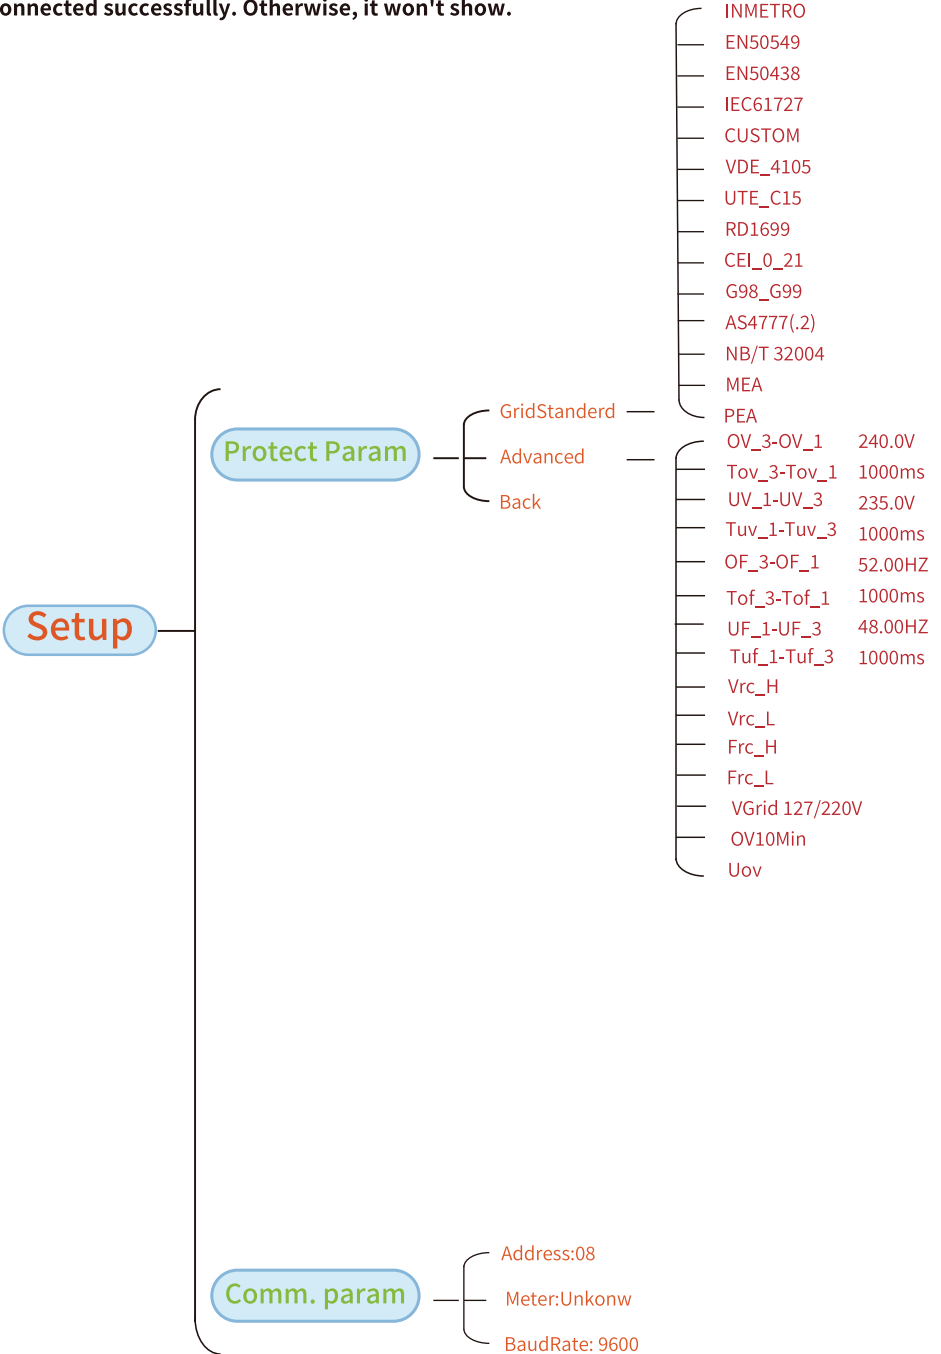 onnected successfully. Otherwise, it won't show.
INMETRO
EN50549
EN50438
IEC61727
CUSTOM
VDE_4105
UTE_C15
RD1699
CEI_0_21
G98_G99
AS4777(.2)
NB/T 32004
MEA
PEA
GridStanderd
Protect Param
Advanced
Back
OV_3-OV_1 240.0V
Tov_3-Tov_1 1000ms
UV_1-UV_3 235.0V
Tuv_1-Tuv_3 1000ms
OF_3-OF_1 52.00HZ
Tof_3-Tof_1 1000ms
UF_1-UF_3 48.00HZ
Tuf_1-Tuf_3 1000ms
Vrc_H
Vrc_L
Frc_H
Frc_L
VGrid 127/220V
OV10Min
Uov
Setup
Comm. param
Address:08
Meter:Unkonw
BaudRate: 9600